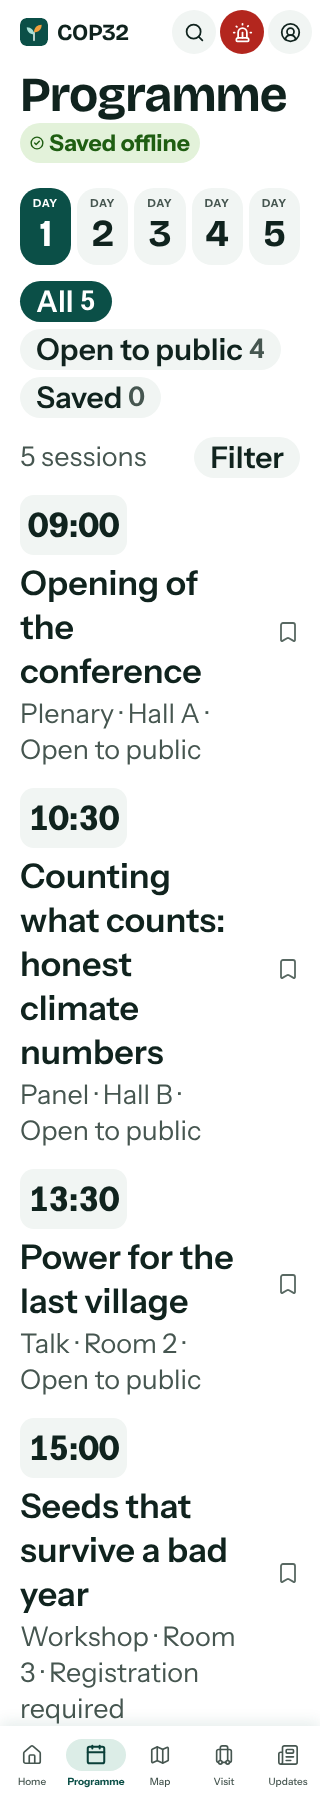 COP32
Programme
Saved offline
DAY DAY DAY DAY DAY
1 2 3 4 5
All 5
Open to public 4
Saved 0
5 sessions Filter
09:00
Opening of
the
conference
Plenary · Hall A ·
Open to public
10:30
Counting
what counts:
honest
climate
numbers
Panel · Hall B ·
Open to public
13:30
Power for the
last village
Talk · Room 2 ·
Open to public
15:00
Seeds that
survive a bad
year
Workshop · Room
3 · Registration
required
Home Programme Map Visit Updates